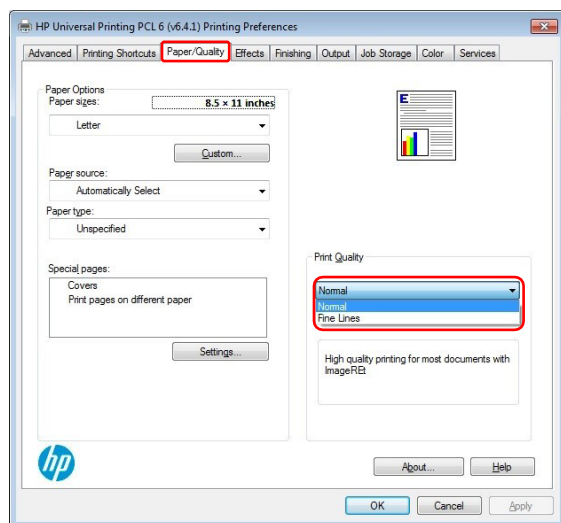 HP Universal Printing PCL 6 (v6.4.1) Printing Preferences
Advanced Printing Shortcuts Paper/Quality Effects Finishing Output Job Storage Color Services
Paper Options
Paper sizes: 8.5 × 11 inches
Letter
Custom...
Paper source:
Automatically Select
Paper type:
Unspecified
Special pages:
Covers
Print pages on different paper
Settings...
E
Print Quality
Normal
Normal
Fine Lines
High quality printing for most documents with
ImageREt
hp
About... Help
OK Cancel Apply